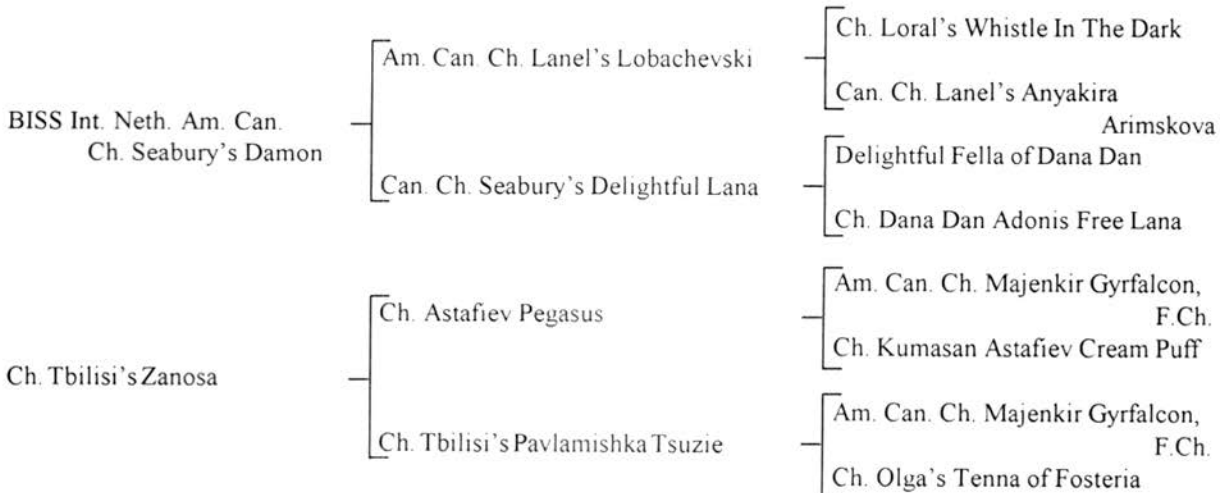 Ch. Loral's Whistle In The Dark
Am. Can. Ch. Lanel's Lobachevski
Can. Ch. Lanel's Anyakira
Arimskova
BISS Int. Neth. Am. Can.
Ch. Seabury's Damon
Delightful Fella of Dana Dan
Can. Ch. Seabury's Delightful Lana
Ch. Dana Dan Adonis Free Lana
Am. Can. Ch. Majenkir Gyrfalcon,
F.Ch.
Ch. Astafiev Pegasus
Ch. Kumasan Astafiev Cream Puff
Ch. Tbilisi's Zanosa
Am. Can. Ch. Majenkir Gyrfalcon,
F.Ch.
Ch. Tbilisi's Pavlamishka Tsuzie
Ch. Olga's Tenna of Fosteria